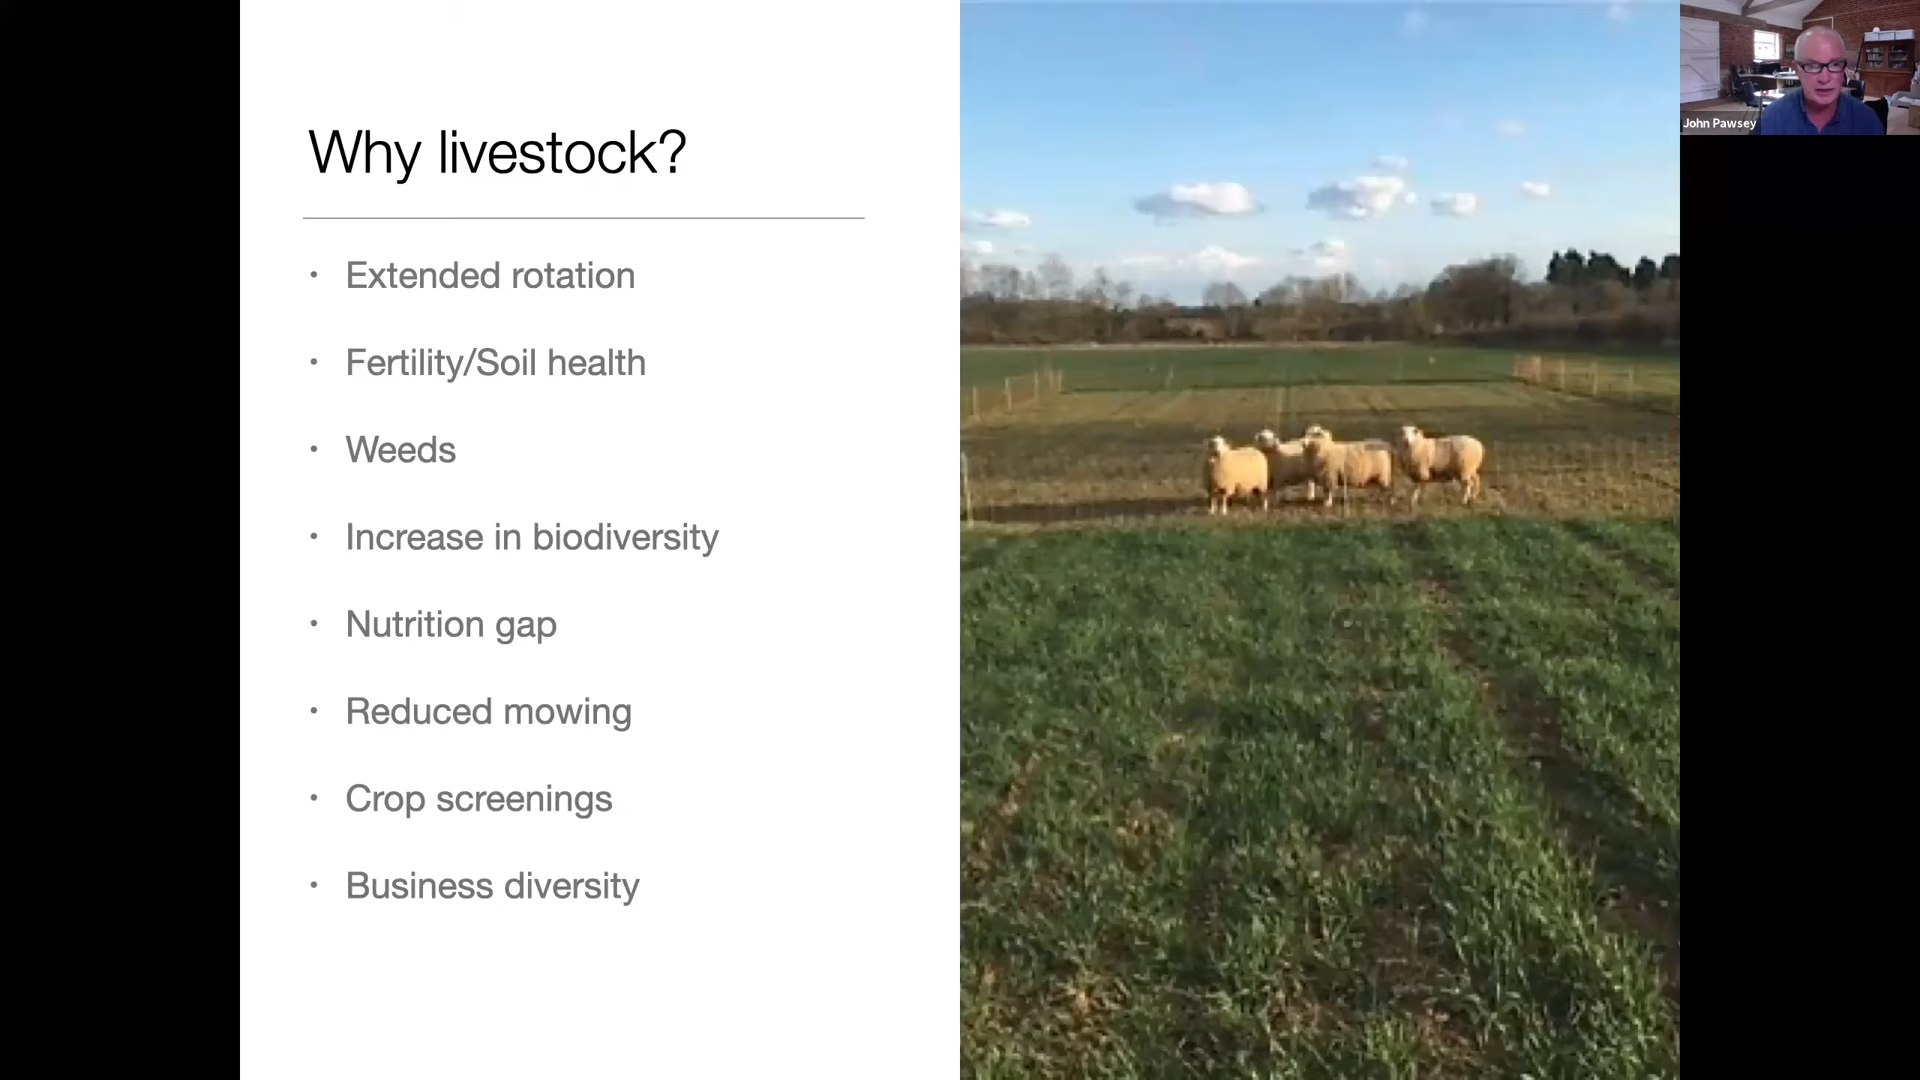 Why livestock?
• Extended rotation
• Fertility/Soil health
• Weeds
• Increase in biodiversity
• Nutrition gap
• Reduced mowing
• Crop screenings
• Business diversity
John Pawsey